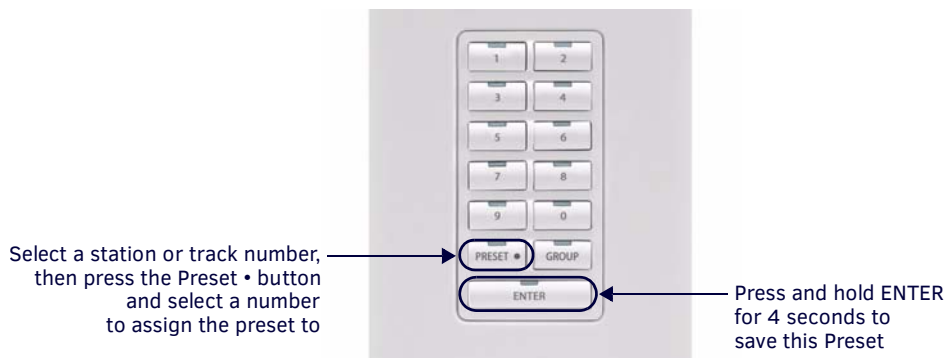 1 2
3 4
5 6
7 8
9 0
PRESET • GROUP
ENTER
Select a station or track number,
then press the Preset • button
and select a number
to assign the preset to
Press and hold ENTER
for 4 seconds to
save this Preset